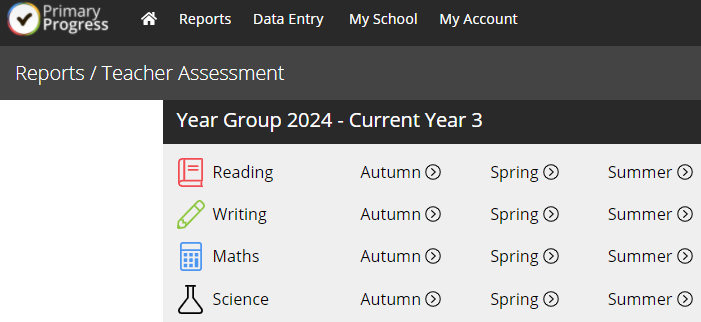 Primary
Progress
Reports Data Entry My School My Account
Reports / Teacher Assessment
Year Group 2024 - Current Year 3
Reading Autumn Spring Summer
Writing Autumn Spring Summer
Maths Autumn Spring Summer
Science Autumn Spring Summer